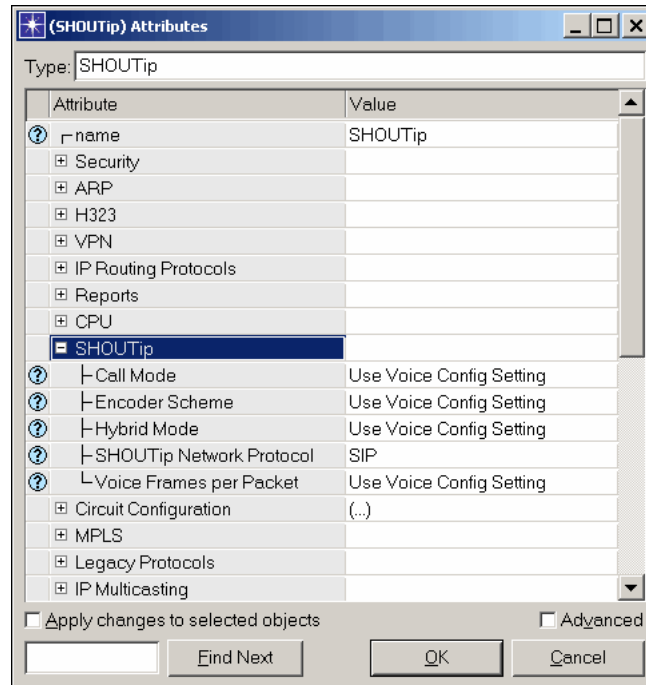 (SHOUTip) Attributes
Type: SHOUTip
Attribute Value
name SHOUTip
Security
ARP
H323
VPN
IP Routing Protocols
Reports
CPU
SHOUTip
Call Mode Use Voice Config Setting
Encoder Scheme Use Voice Config Setting
Hybrid Mode Use Voice Config Setting
SHOUTip Network Protocol SIP
Voice Frames per Packet Use Voice Config Setting
Circuit Configuration (...)
MPLS
Legacy Protocols
IP Multicasting
Apply changes to selected objects Advanced
Find Next OK Cancel